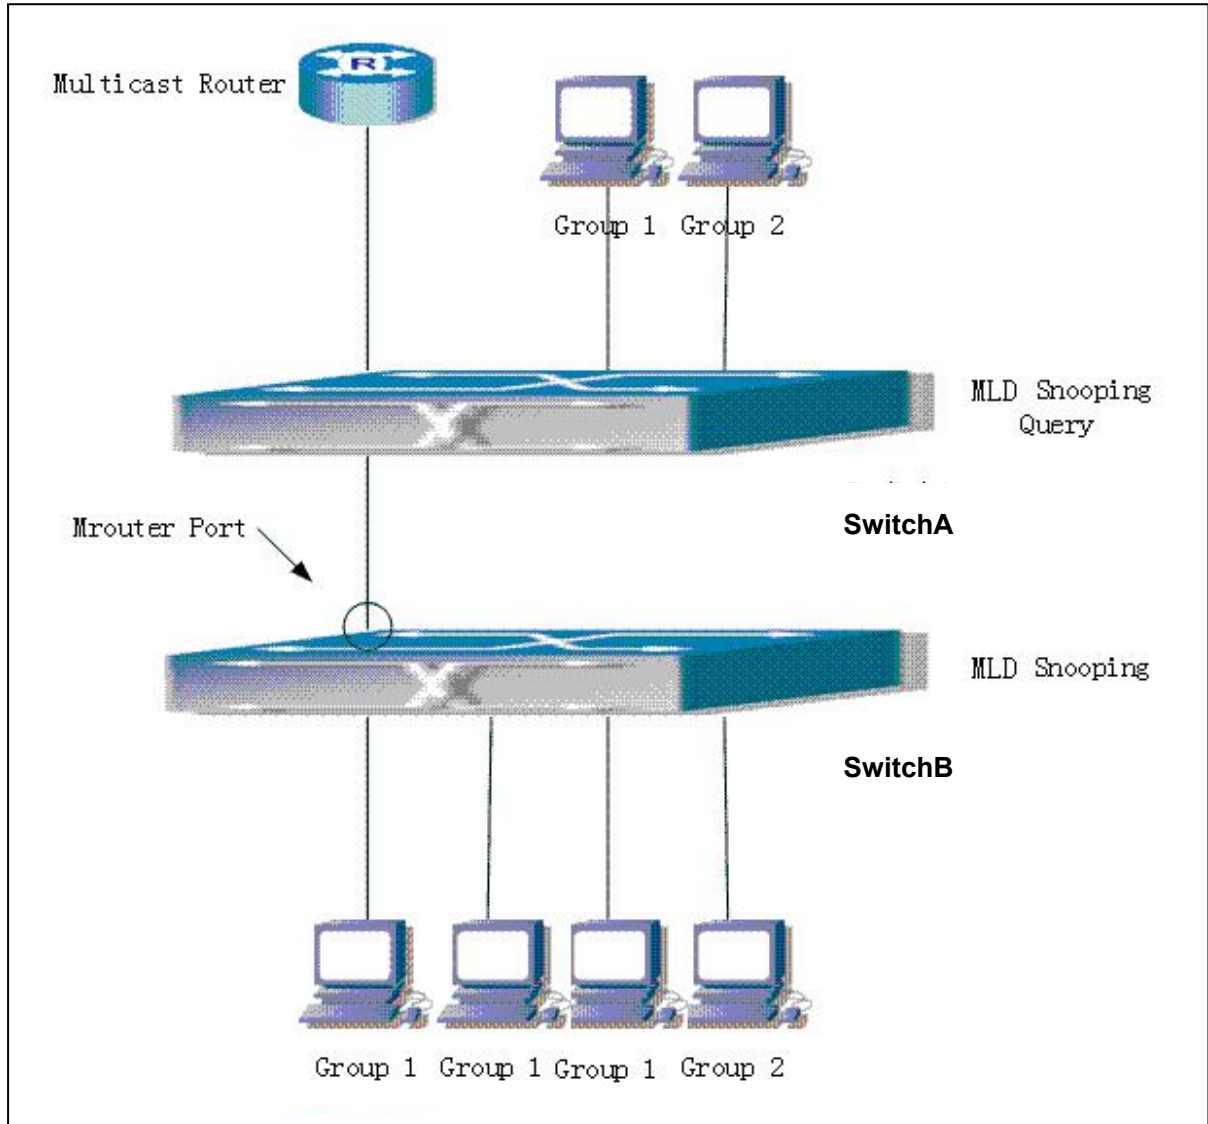 R
Multicast Router
Group 1 Group 2
MLD Snooping
Query
SwitchA
Mrouter Port
MLD Snooping
SwitchB
Group 1 Group 1 Group 1 Group 2